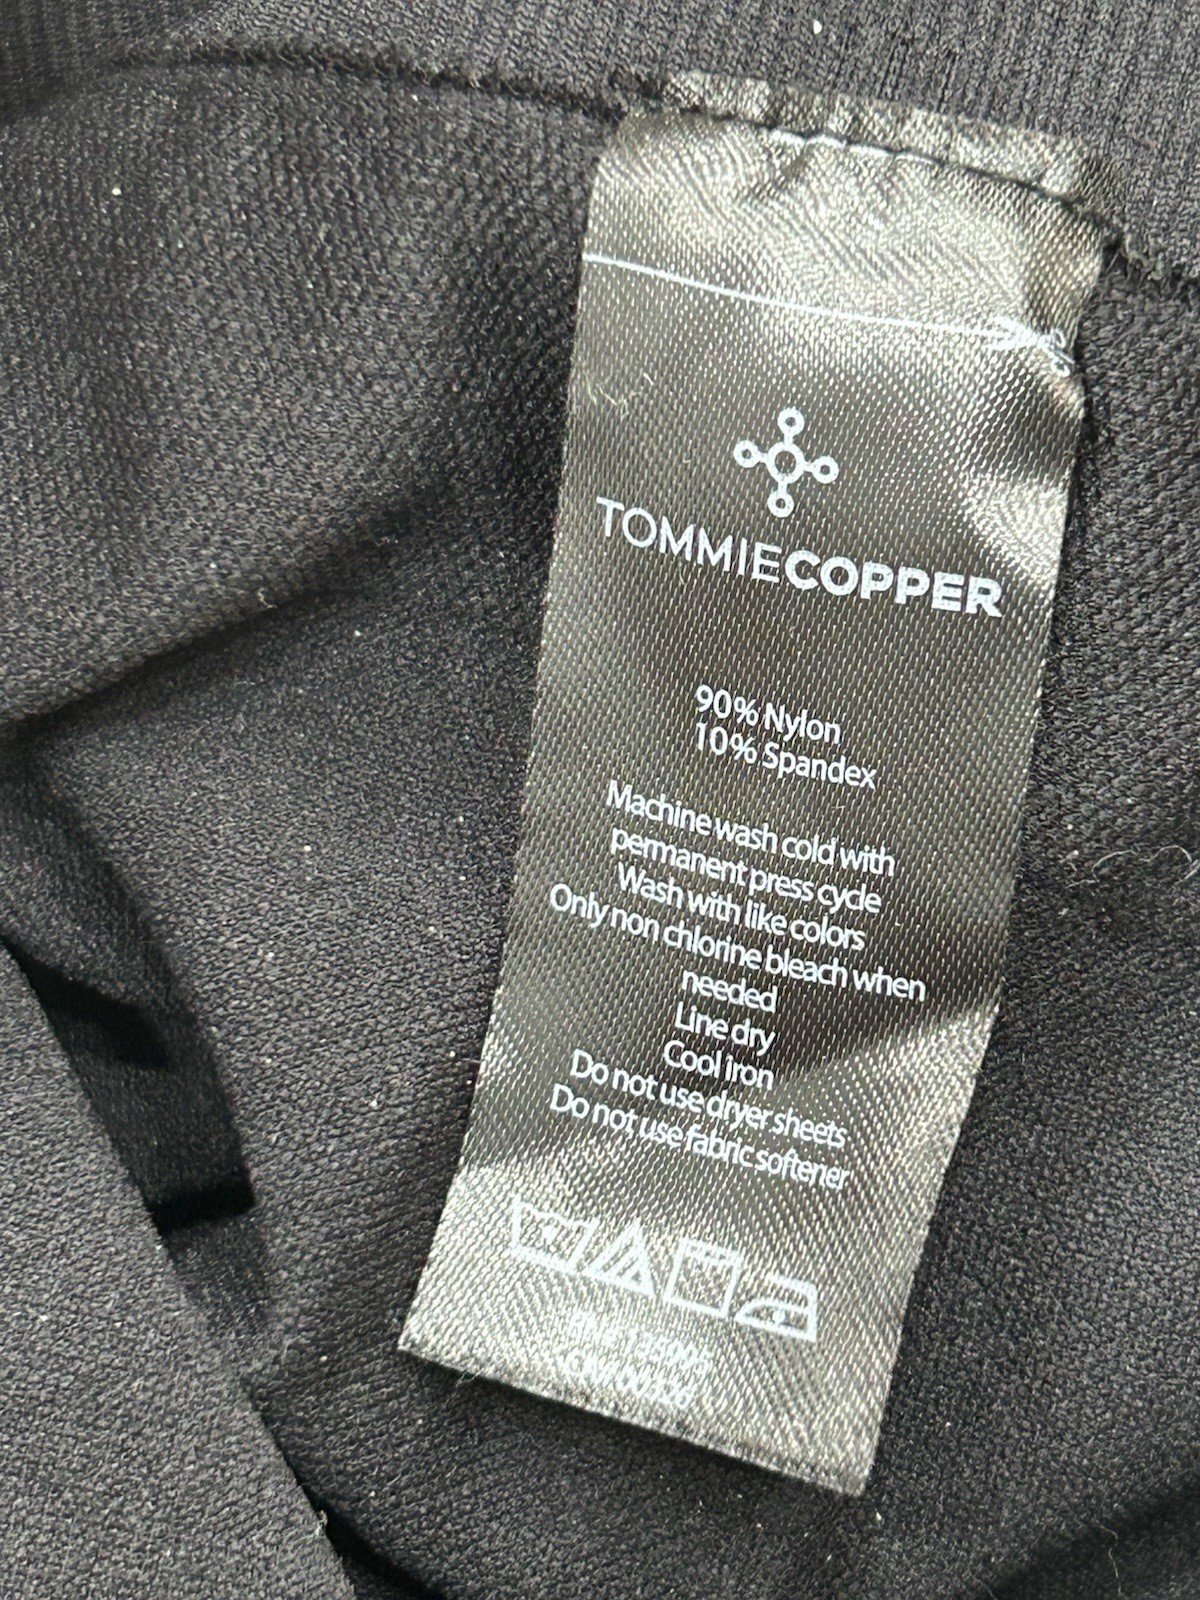 TOMMIECOPPER
90% Nylon
10% Spandex
Machine wash cold with
permanent press cycle
Wash with like colors
Only non chlorine bleach when
needed
Line dry
Cool iron
Do not use dryer sheets
Do not use fabric softener